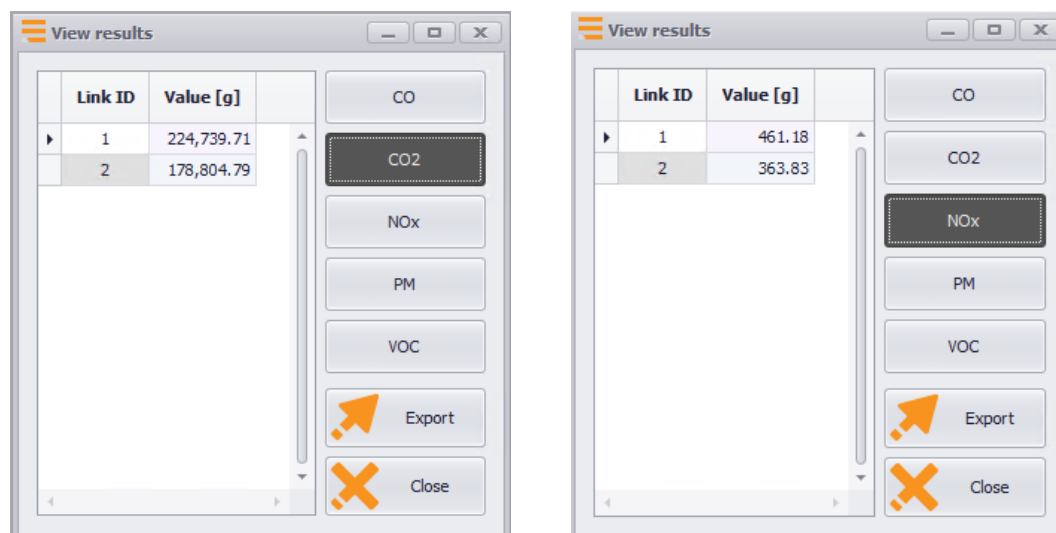 View results
Link ID Value [g]
1 224,739.71
2 178,804.79
CO
CO2
NOx
PM
VOC
Export
Close
View results
Link ID Value [g]
1 461.18
2 363.83
CO
CO2
NOx
PM
VOC
Export
Close